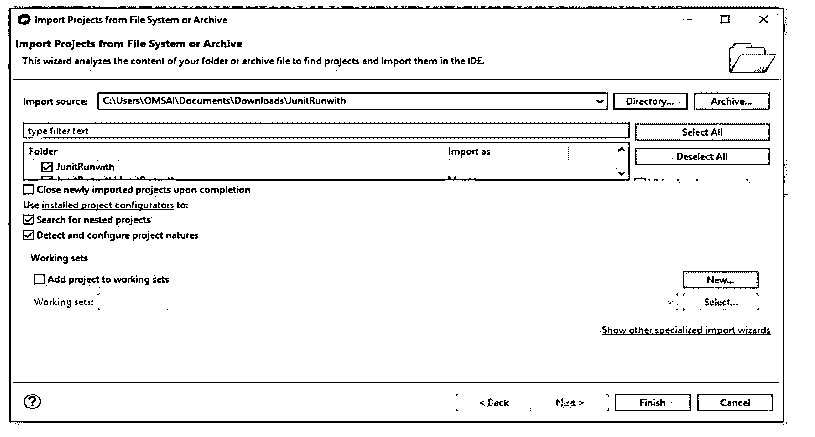 Import Projects from File System or Archive
Import Projects from File System or Archive
This wizard analyzes the content of your folder or archive file to find projects and import them in the IDE.
Import source: C:\Users\OMSAI\Documents\Downloads\JunitRunwith Directory... Archive...
type filter text Select All
Folder Import as
Deselect All
JunitRunwith
Close newly imported projects upon completion
Use installed project configurators to:
Search for nested projects
Detect and configure project natures
Working sets
Add project to working sets New...
Working sets: Select...
Show other specialized import wizards
< Back Next > Finish Cancel